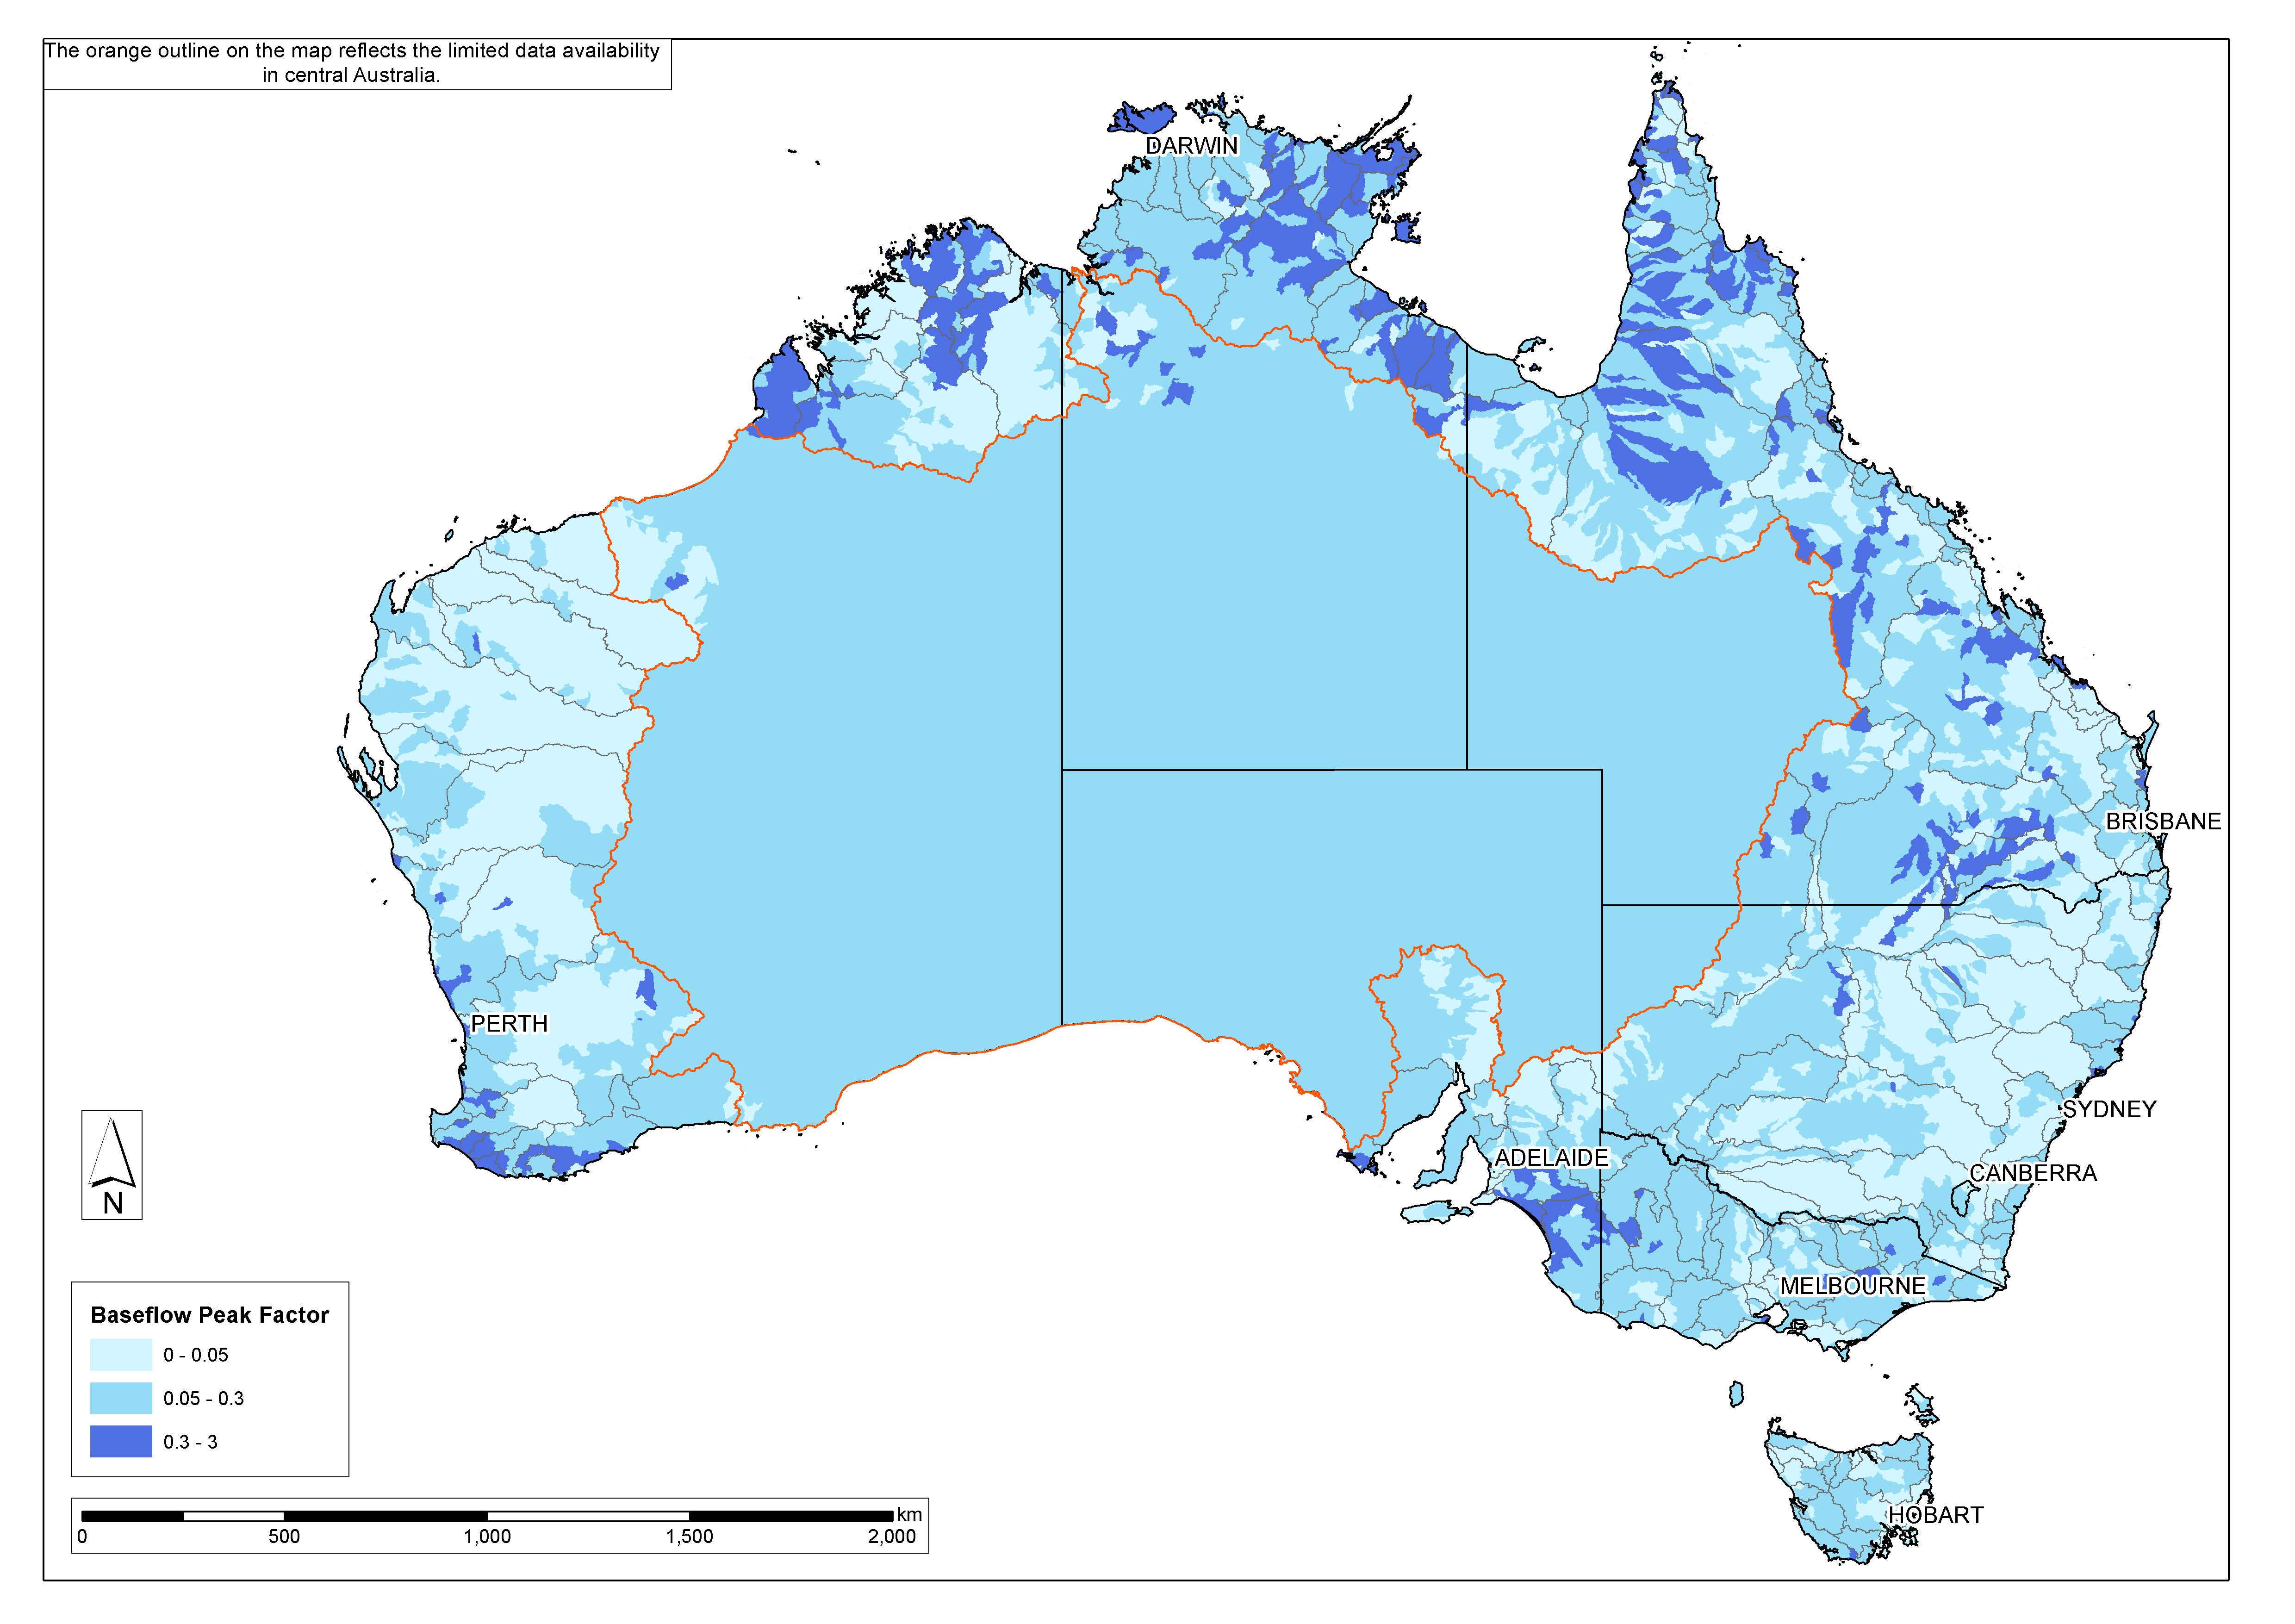 The orange outline on the map reflects the limited data availability
in central Australia.
DARWIN
BRISBANE
PERTH
SYDNEY
ADELAIDE
CANBERRA
MELBOURNE
HOBART
N
Baseflow Peak Factor
0 - 0.05
0.05 - 0.3
0.3 - 3
km
0 500 1,000 1,500 2,000